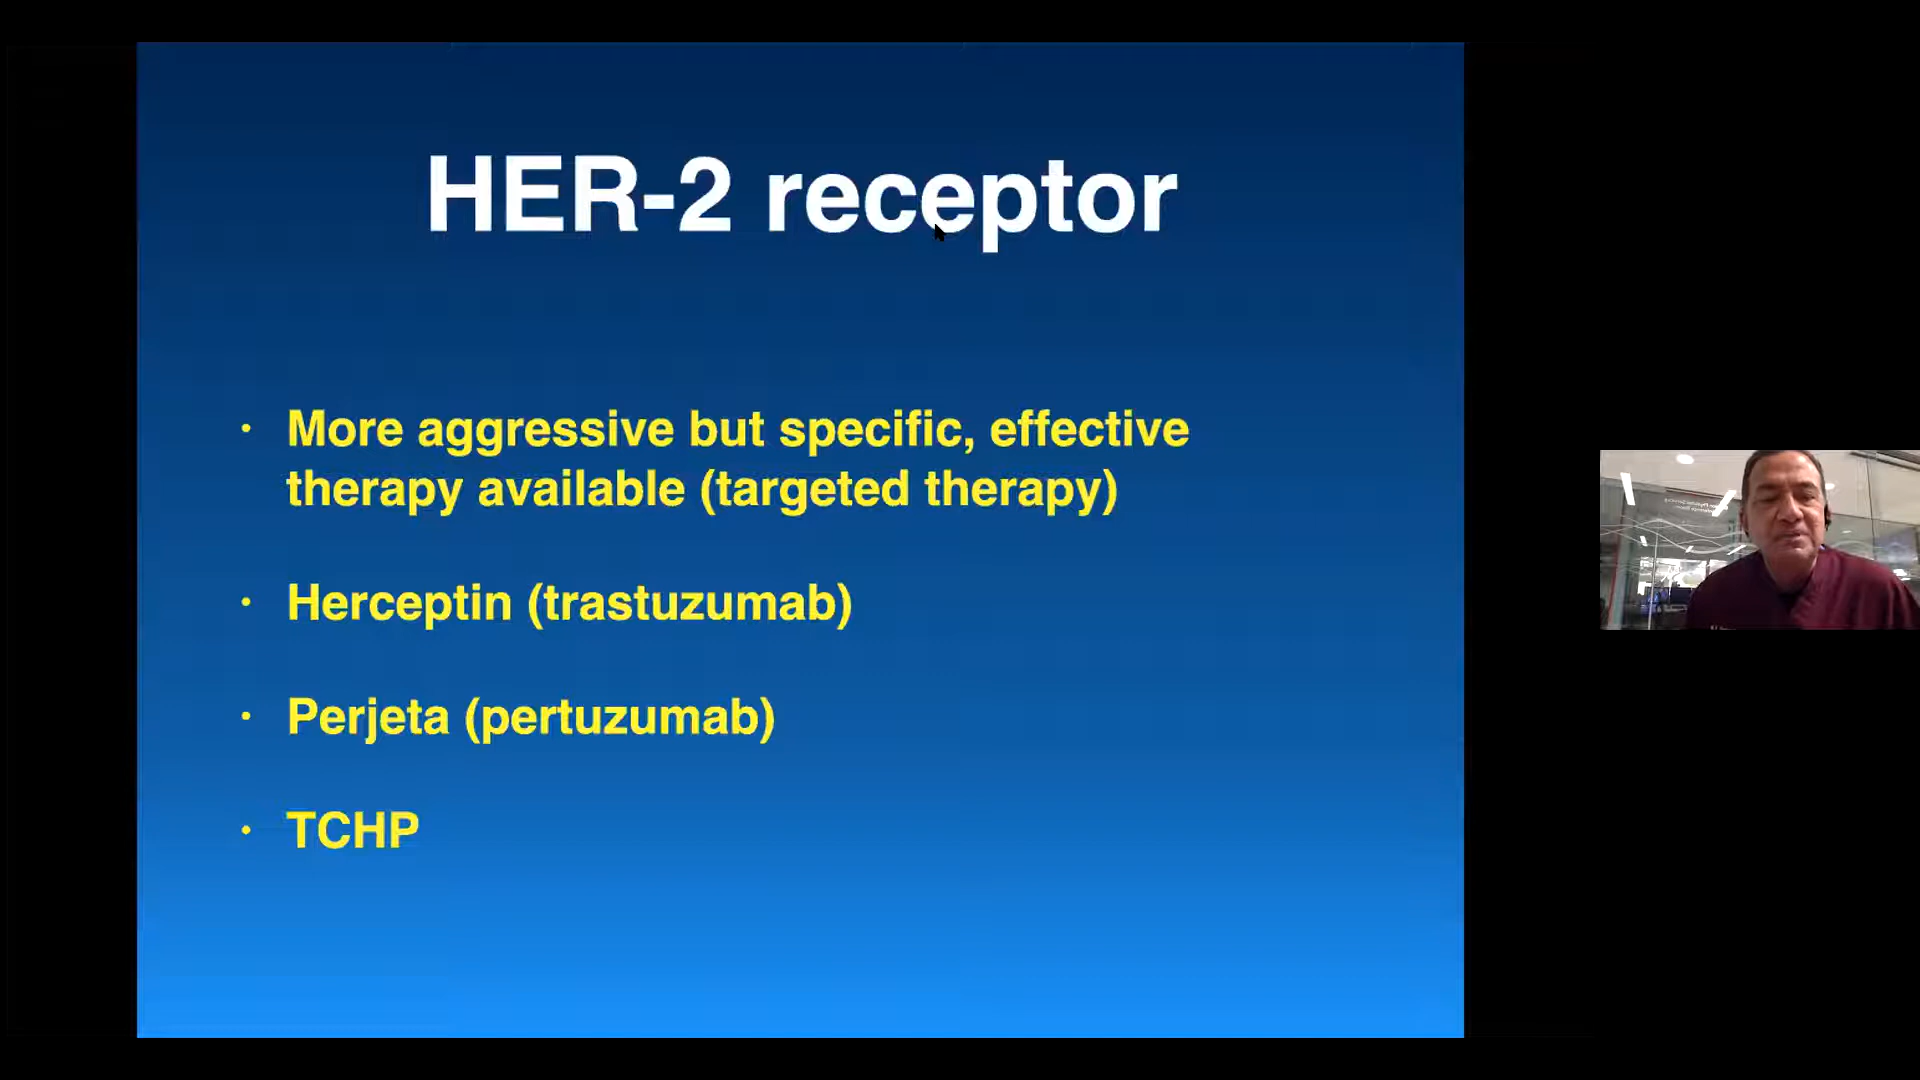 HER-2 receptor
• More aggressive but specific, effective
therapy available (targeted therapy)
• Herceptin (trastuzumab)
• Perjeta (pertuzumab)
• TCHP